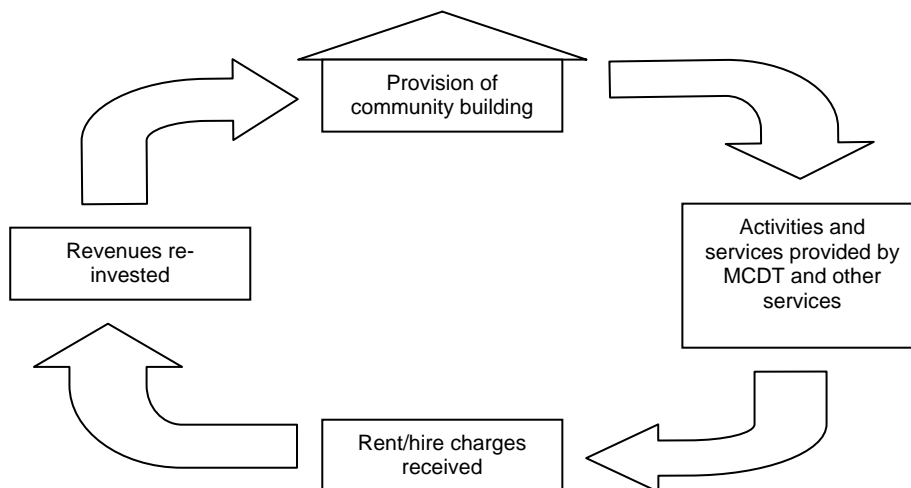 Provision of
community building
Activities and
services provided by
MCDT and other
services
Rent/hire charges
received
Revenues re-
invested